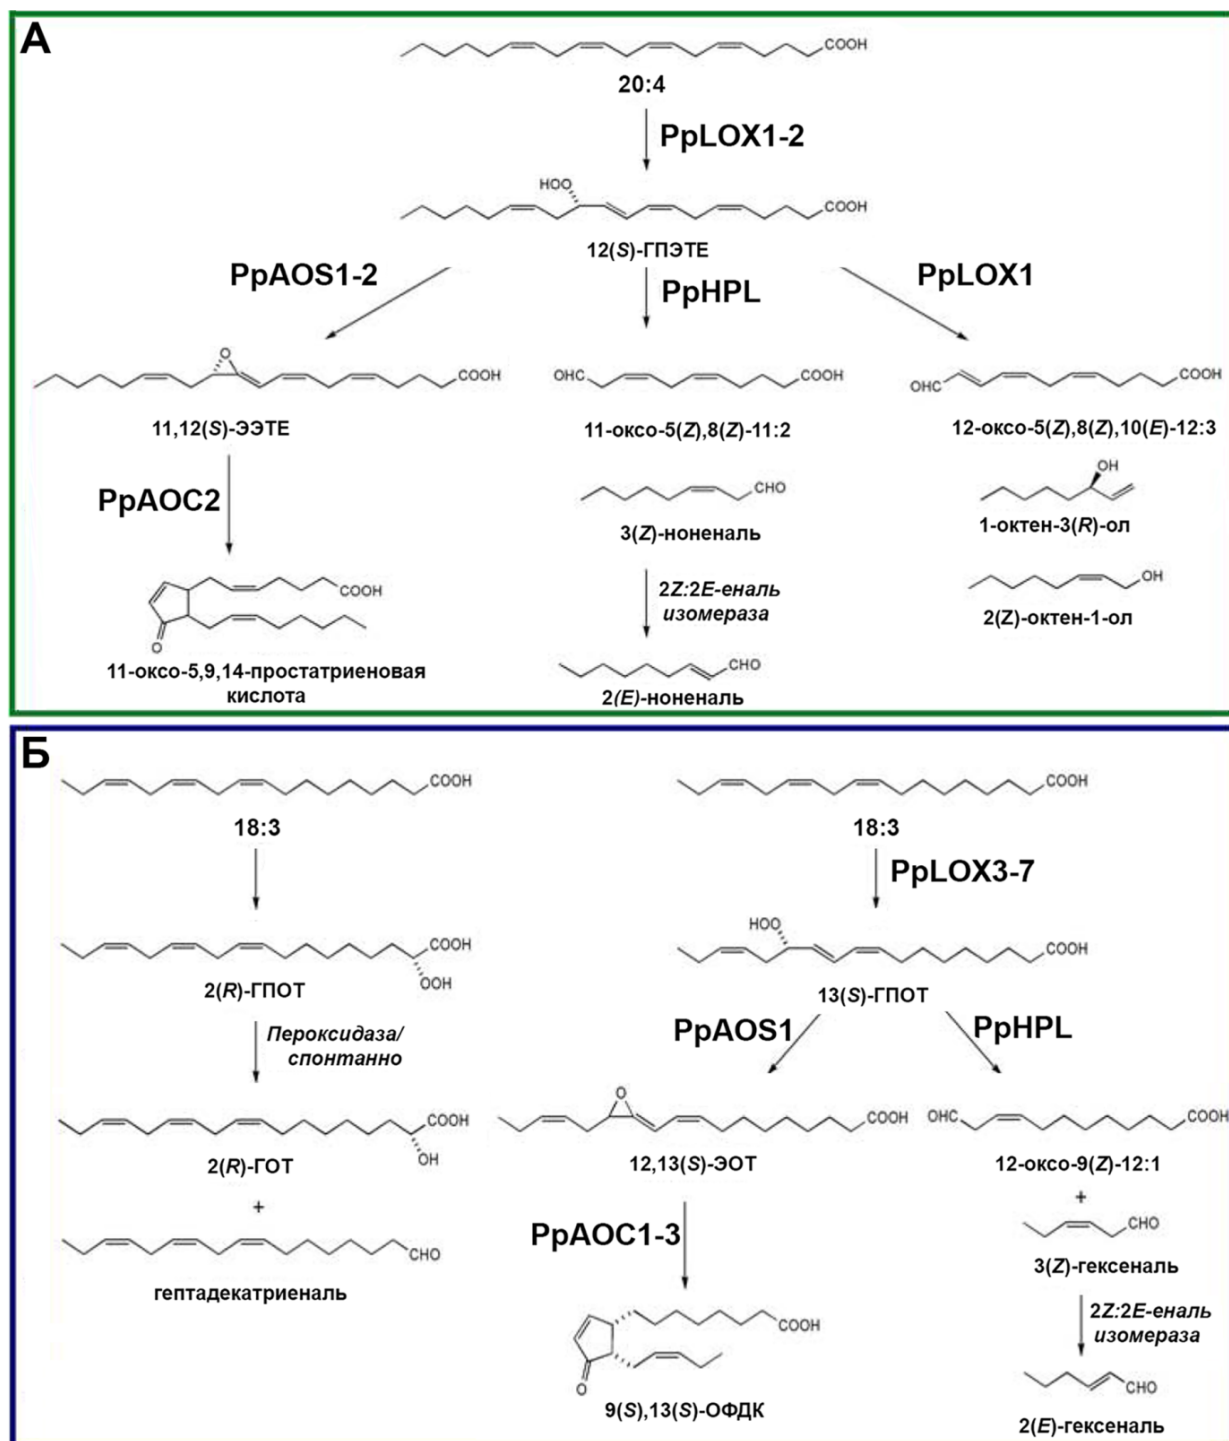 А
COOH
20:4
PpLOX1-2
HOO
COOH
12(S)-ГПЭТЕ
PpAOS1-2
PpHPL
PpLOX1
O
COOH
11,12(S)-ЭЭТЕ
OHC
COOH
11-оксо-5(Z),8(Z)-11:2
OHC
COOH
12-оксо-5(Z),8(Z),10(E)-12:3
PpAOC2
CHO
3(Z)-ноненаль
OH
1-октен-3(R)-ол
COOH
O
11-оксо-5,9,14-простатриеновая
кислота
2Z:2E-еналь
изомераза
OH
2(Z)-октен-1-ол
CHO
2(E)-ноненаль
Б
COOH
18:3
COOH
18:3
PpLOX3-7
COOH
OOH
2(R)-ГПОТ
HOO
COOH
13(S)-ГПОТ
Пероксидаза/
спонтанно
PpAOS1
PpHPL
COOH
OH
2(R)-ГОТ
+
CHO
гептадекатриеналь
O
COOH
12,13(S)-ЭОТ
OHC
COOH
12-оксо-9(Z)-12:1
+
CHO
3(Z)-гексеналь
PpAOC1-3
2Z:2E-еналь
изомераза
COOH
O
9(S),13(S)-ОФДК
CHO
2(E)-гексеналь